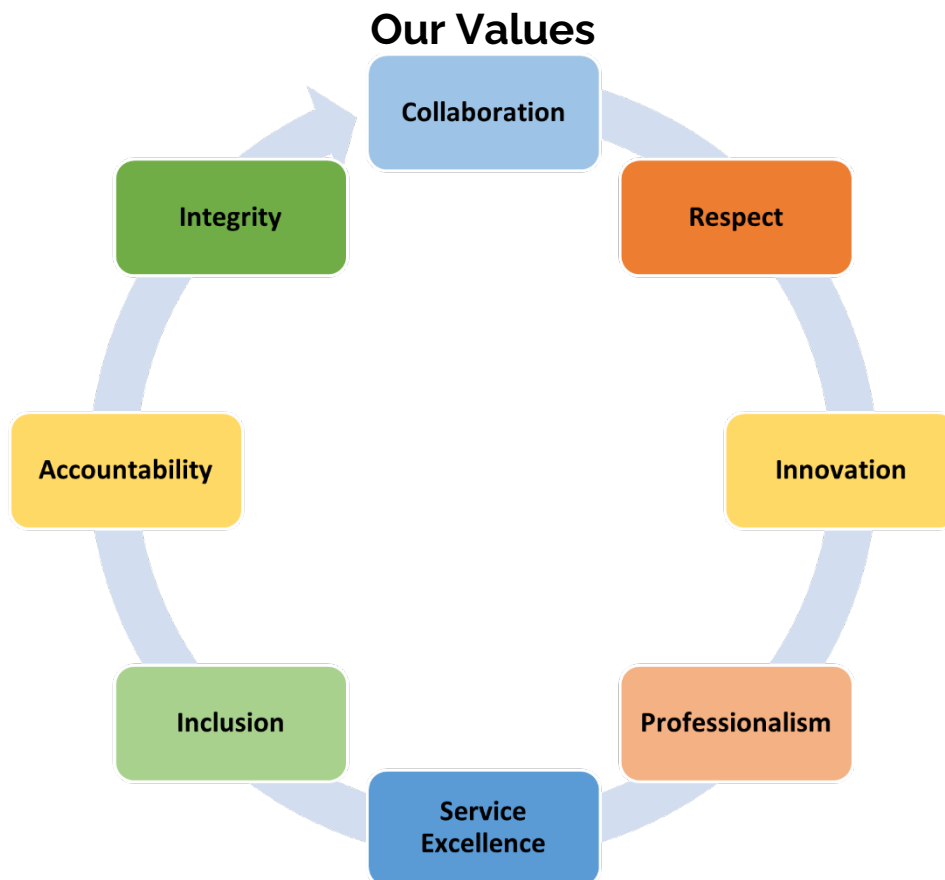 Our Values
Collaboration
Respect
Innovation
Professionalism
Service
Excellence
Inclusion
Accountability
Integrity